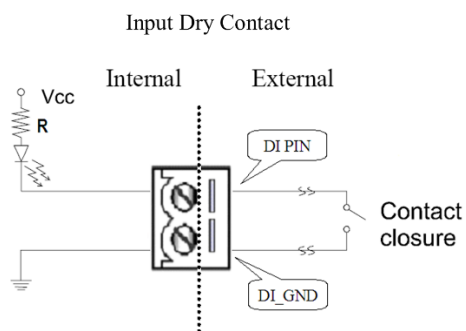 Input Dry Contact
Internal
External
Vcc
R
DI PIN
Contact
closure
DI_GND